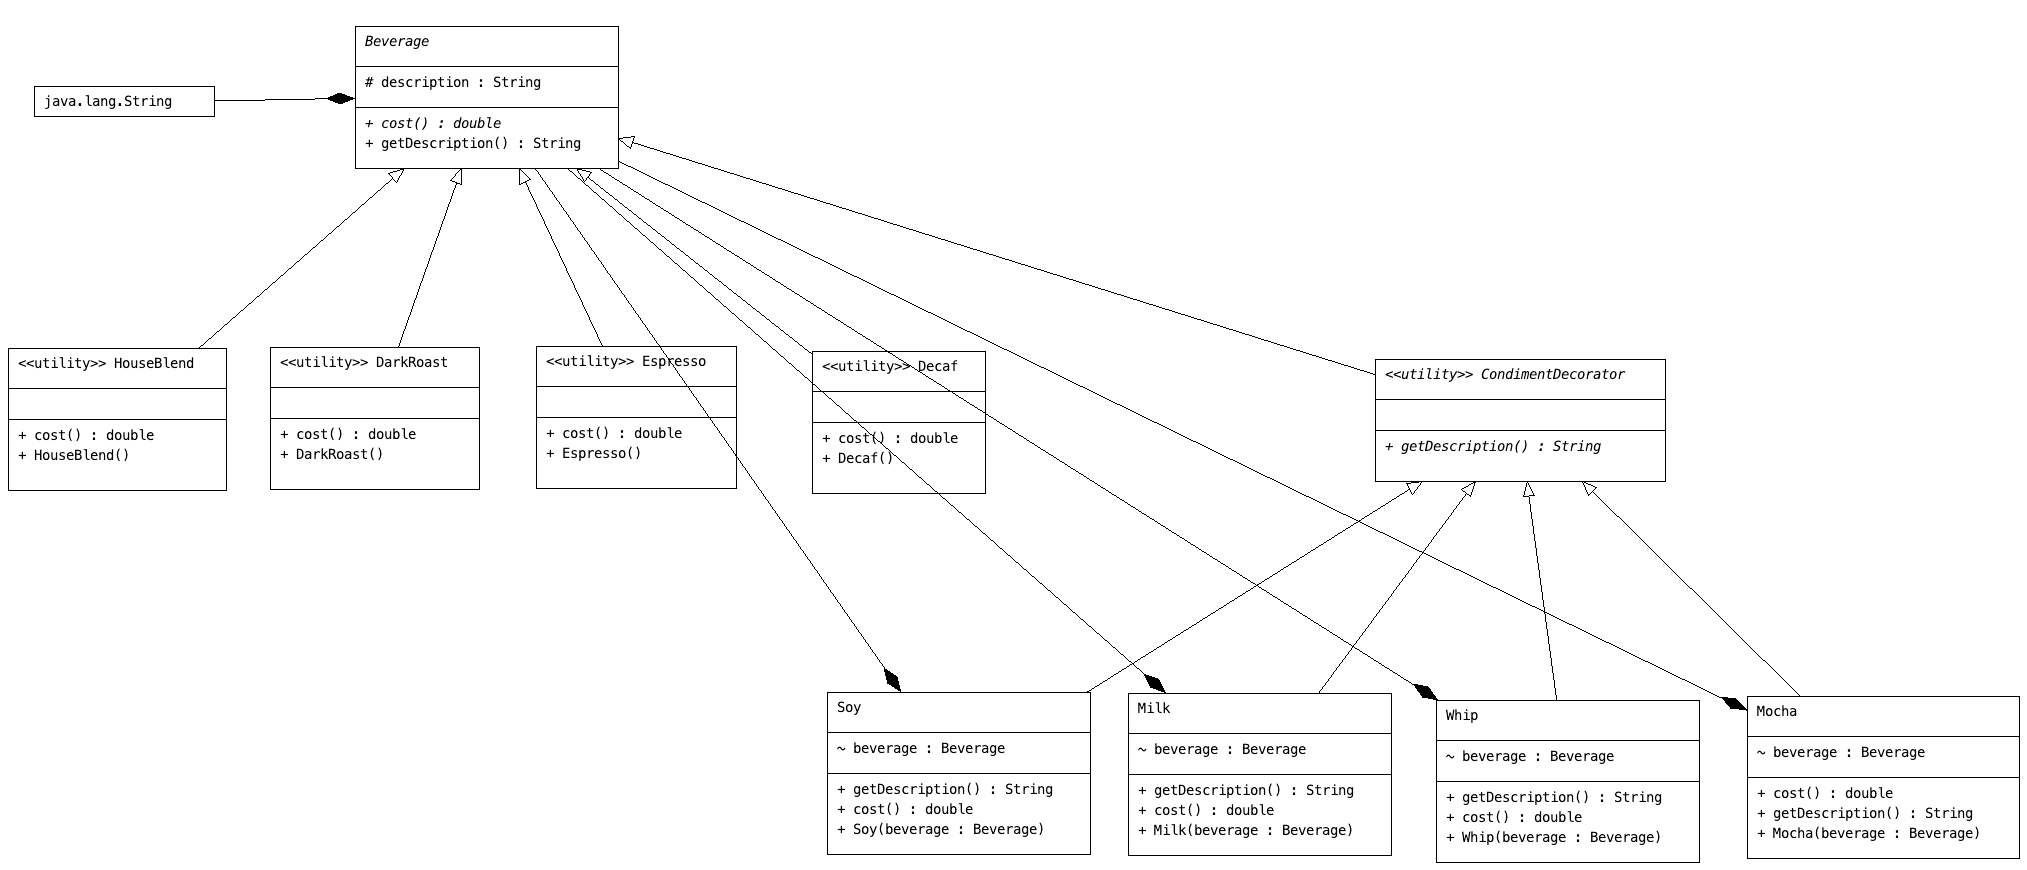 Beverage
# description : String
+ cost() : double
+ getDescription() : String
java.lang.String
<<utility>> HouseBlend
+ cost() : double
+ HouseBlend()
<<utility>> DarkRoast
+ cost() : double
+ DarkRoast()
<<utility>> Espresso
+ cost() : double
+ Espresso()
<<utility>> Decaf
+ cost() : double
+ Decaf()
<<utility>> CondimentDecorator
+ getDescription() : String
Soy
~ beverage : Beverage
+ getDescription() : String
+ cost() : double
+ Soy(beverage : Beverage)
Milk
~ beverage : Beverage
+ getDescription() : String
+ cost() : double
+ Milk(beverage : Beverage)
Whip
~ beverage : Beverage
+ getDescription() : String
+ cost() : double
+ Whip(beverage : Beverage)
Mocha
~ beverage : Beverage
+ cost() : double
+ getDescription() : String
+ Mocha(beverage : Beverage)